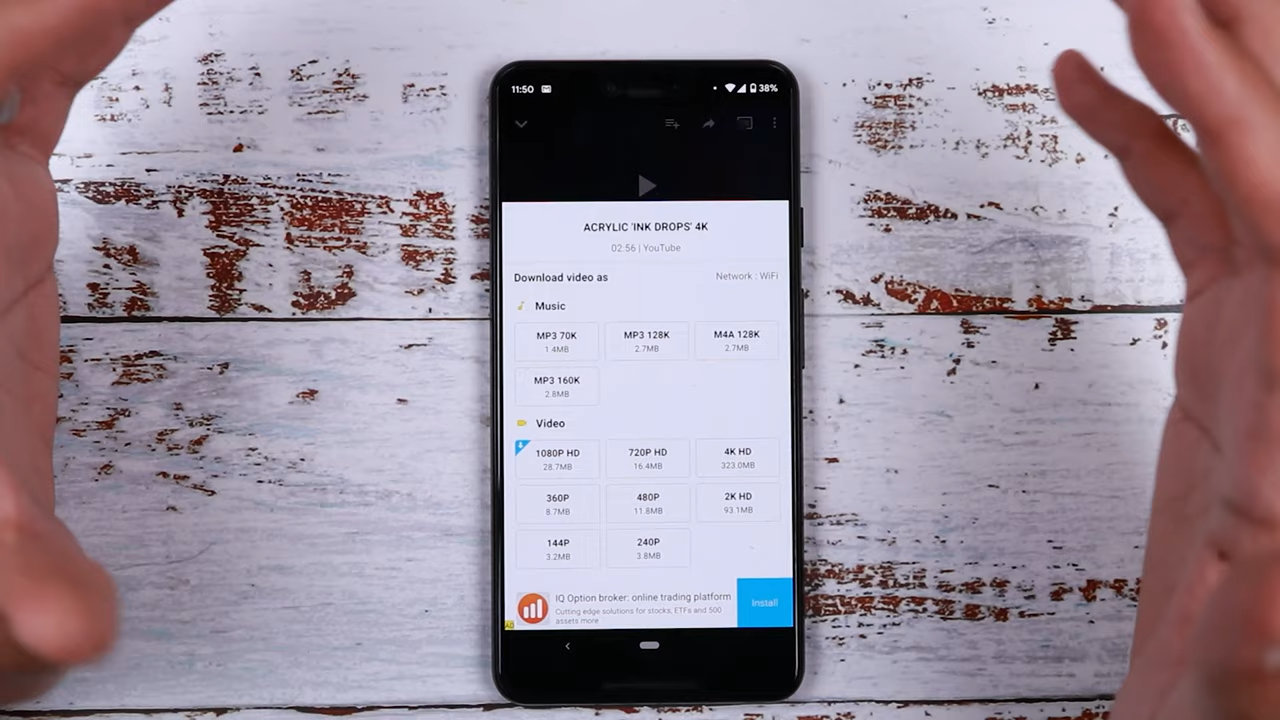 11:50
38%
ACRYLIC 'INK DROPS' 4K
02:56 | YouTube
Download video as
Network : WiFi
Music
MP3 70K
MP3 128K
M4A 128K
1.4MB
2.7MB
2.7MB
MP3 160K
2.8MB
Video
1080P HD
720P HD
4K HD
28.7MB
16.4MB
323.0MB
360P
480P
2K HD
8.7MB
11.8MB
93.1MB
144P
240P
3.2MB
3.8MB
IQ Option broker: online trading platform
Cutting edge solutions for stocks, ETFs and 500
assets more
Install
AD